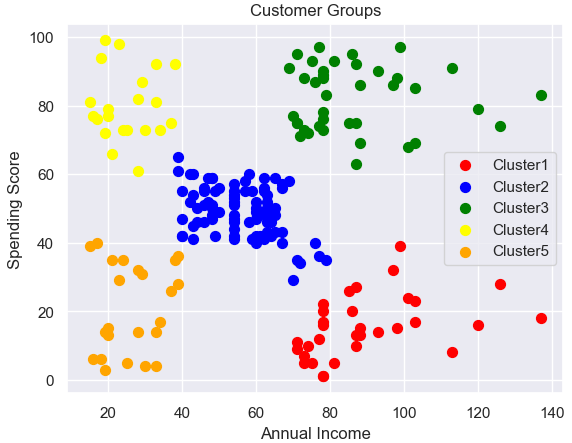 Customer Groups
100
80
60
40
20
0
Spending Score
20
40
60
80
100
120
140
Annual Income
Cluster1
Cluster2
Cluster3
Cluster4
Cluster5